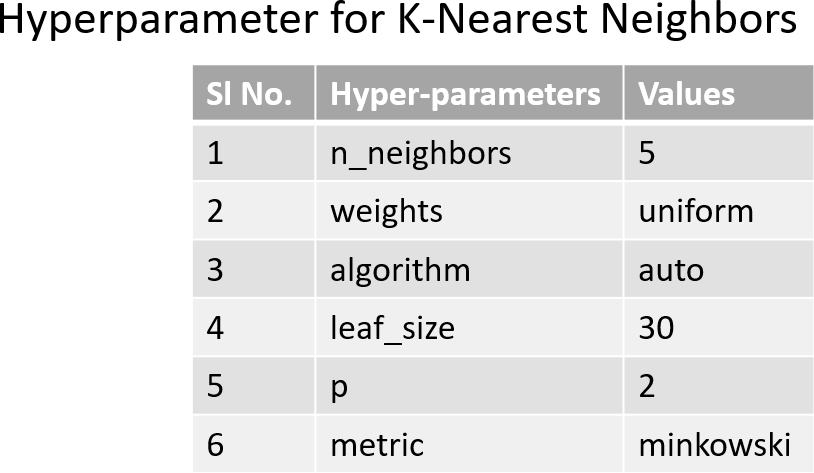 Hyperparameter for K-Nearest Neighbors
Sl No. Hyper-parameters Values
1 n_neighbors 5
2 weights uniform
3 algorithm auto
4 leaf_size 30
5 p 2
6 metric minkowski